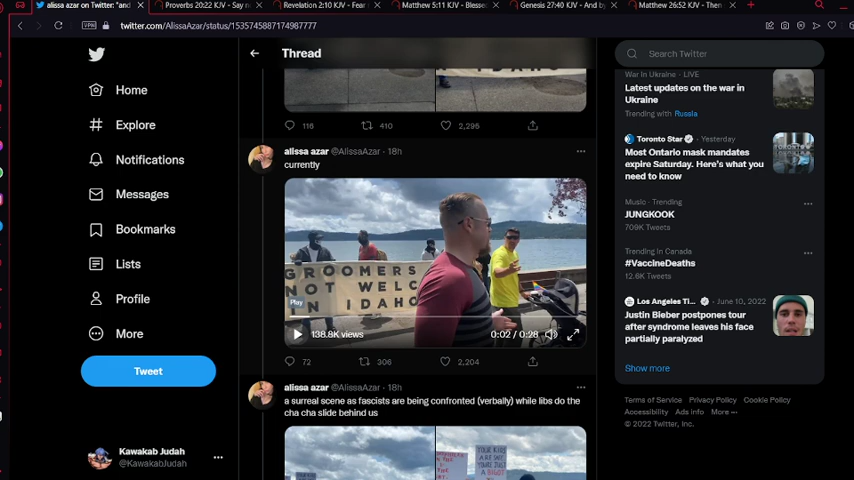 alissa azar on Twitter: "and
Proverbs 20:22 KJV - Say n
Revelation 2:10 KJV - Fear
Matthew 5:11 KJV - Blesse
Genesis 27:40 KJV - And by
Matthew 26:52 KJV - Then
VPN
twitter.com/AlissaAzar/status/1535745887174987777
Home
Explore
Notifications
Messages
Bookmarks
Lists
Profile
More
Tweet
Kawakab Judah
@KawakabJudah
Thread
IDAHO
116
410
2,296
alissa azar @AlissaAzar · 18h
currently
GROOMERS
NOT WELC
IN IDAHO
Play
138.8K views
0:02 / 0:28
72
306
2,204
alissa azar @AlissaAzar · 18h
a surreal scene as fascists are being confronted (verbally) while libs do the
cha cha slide behind us
YOUR KIDS
Search Twitter
War in Ukraine · LIVE
Latest updates on the war in
Ukraine
Trending with Russia
Toronto Star · Yesterday
Most Ontario mask mandates
expire Saturday. Here's what you
need to know
Music · Trending
JUNGKOOK
709K Tweets
Trending in Canada
#VaccineDeaths
12.6K Tweets
Los Angeles Ti... · June 10, 2022
Justin Bieber postpones tour
after syndrome leaves his face
partially paralyzed
Show more
Terms of Service Privacy Policy Cookie Policy
Accessibility Ads info More ···
© 2022 Twitter, Inc.